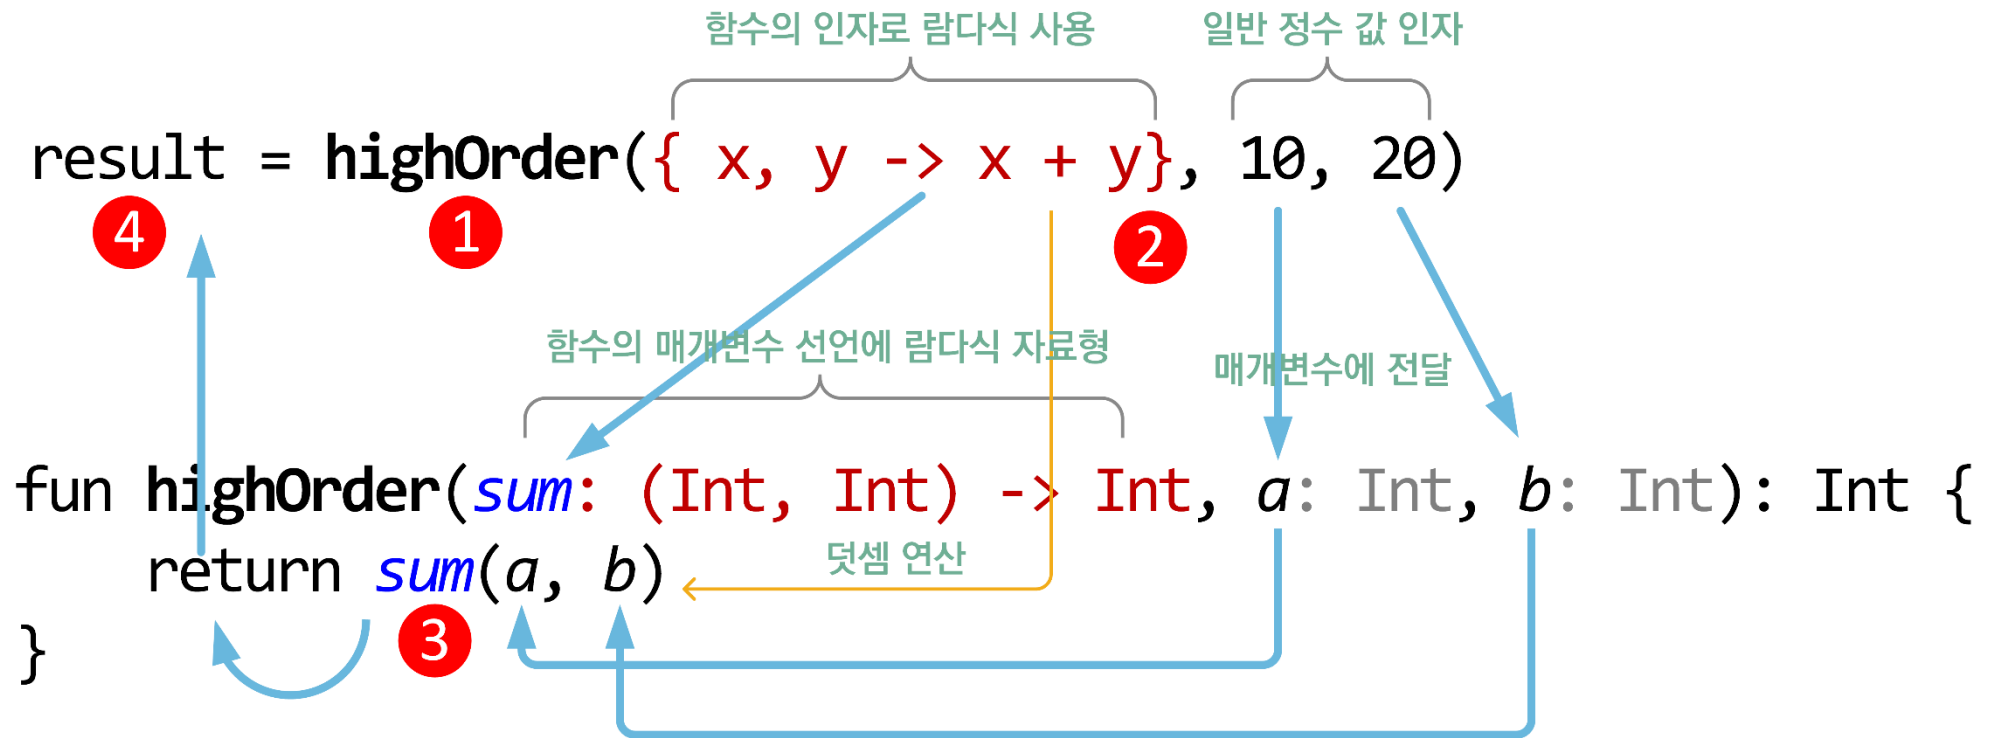 함수의 인자로 람다식 사용 일반 정수 값 인자
result = highOrder({ x, y -> x + y}, 10, 20)
4 1 2
함수의 매개변수 선언에 람다식 자료형 매개변수에 전달
fun highOrder(sum: (Int, Int) -> Int, a: Int, b: Int): Int {
덧셈 연산
return sum(a, b)
3
}